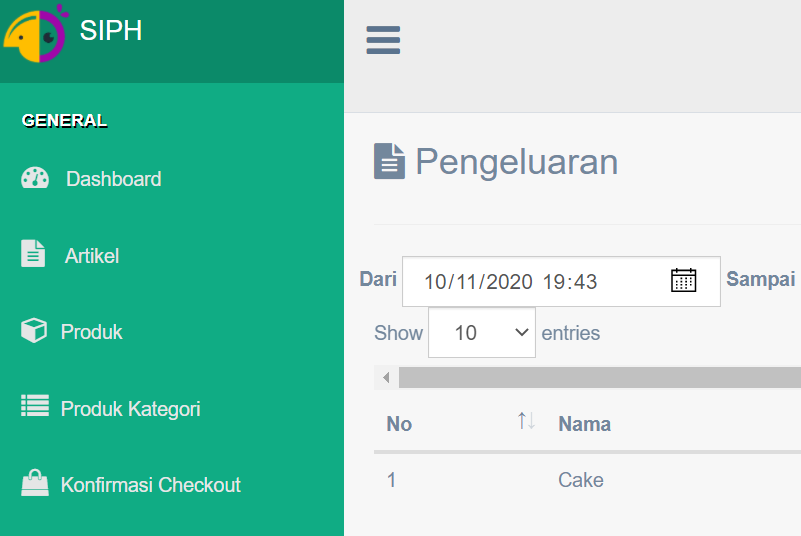 SIPH
GENERAL
Dashboard
Artikel
Produk
Produk Kategori
Konfirmasi Checkout
Pengeluaran
Dari 10/11/2020 19:43 Sampai
Show 10 entries
No Nama
1 Cake